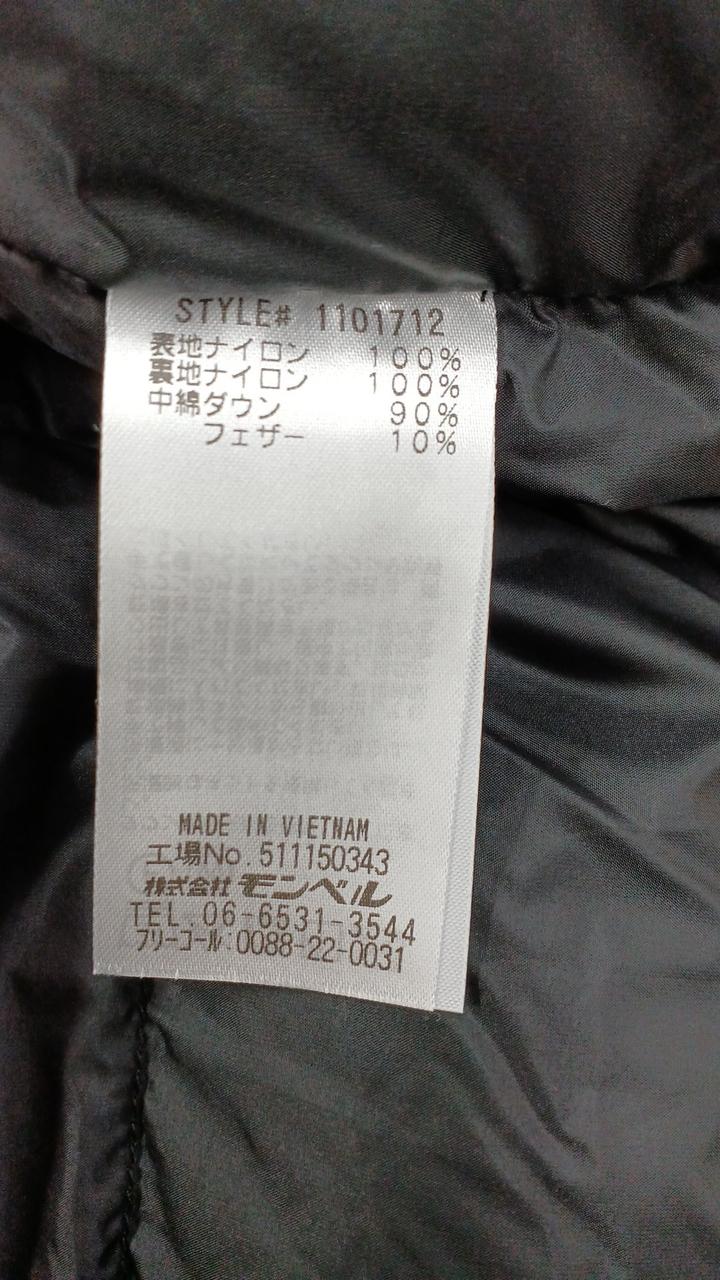 STYLE# 1101712
表地ナイロン 100%
裏地ナイロン 100%
中綿ダウン 90%
フェザー 10%
MADE IN VIETNAM
工場No.511150343
株式会社 モンベル
TEL.06-6531-3544
フリーコール:0088-22-0031